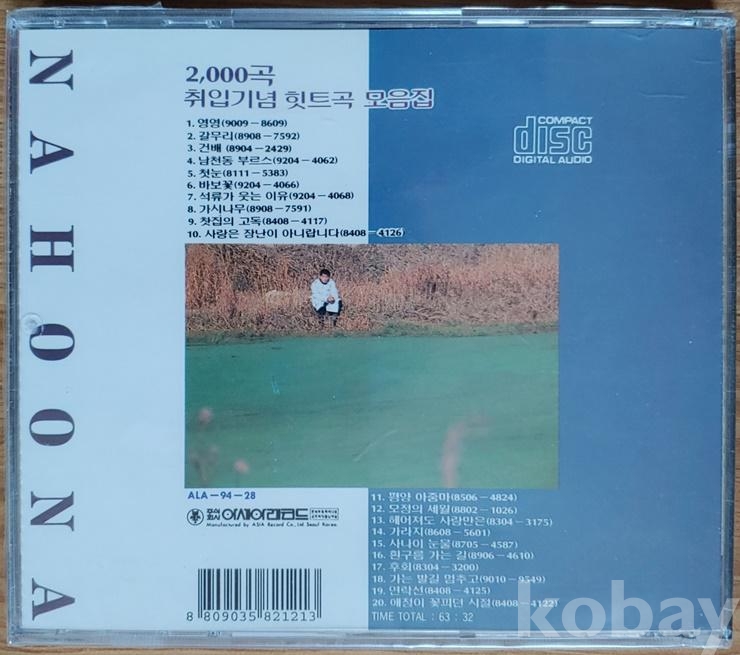 NAHOONA
2,000곡
취입기념 힛트곡 모음집
1. 영영(9009-8609)
2. 갈무리(8908-7592)
3. 건배(8904-2429)
4. 남천동 부르스(9204-4062)
5. 첫눈(8111-5383)
6. 바보꽃(9204-4066)
7. 석류가 웃는 이유(9204-4068)
8. 가시나무(8908-7591)
9. 찻집의 고독(8408-4117)
10. 사랑은 장난이 아니랍니다(8408-4126)
COMPACT
disc
DIGITAL AUDIO
ALA-94-28
주식회사 아세아레코드
Manufactured by ASIA Record Co., Ltd. Seoul Korea.
8 809035 821213
11. 평양 아줌마(8506-4824)
12. 모정의 세월(8802-1026)
13. 헤어져도 사랑만은(8304-3175)
14. 가라지(8608-5601)
15. 사나이 눈물(8705-4587)
16. 흰구름 가는 길(8906-4610)
17. 후회(8304-3200)
18. 가는 발길 멈추고(9010-9549)
19. 연락선(8408-4125)
20. 애정이 꽃피던 시절(8408-4122)
TIME TOTAL : 63 : 32
kobay